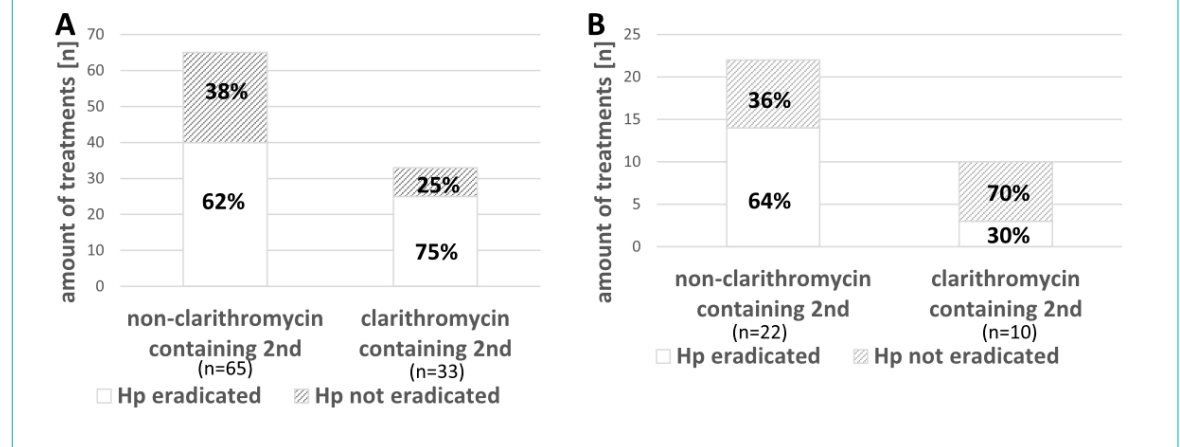 A
amount of treatments [n]
70
60
50
40
30
20
10
0
38%
62%
25%
75%
non-clarithromycin
containing 2nd
(n=65)
clarithromycin
containing 2nd
(n=33)
Hp eradicated
Hp not eradicated
B
amount of treatments [n]
25
20
15
10
5
0
36%
64%
70%
30%
non-clarithromycin
containing 2nd
(n=22)
clarithromycin
containing 2nd
(n=10)
Hp eradicated
Hp not eradicated